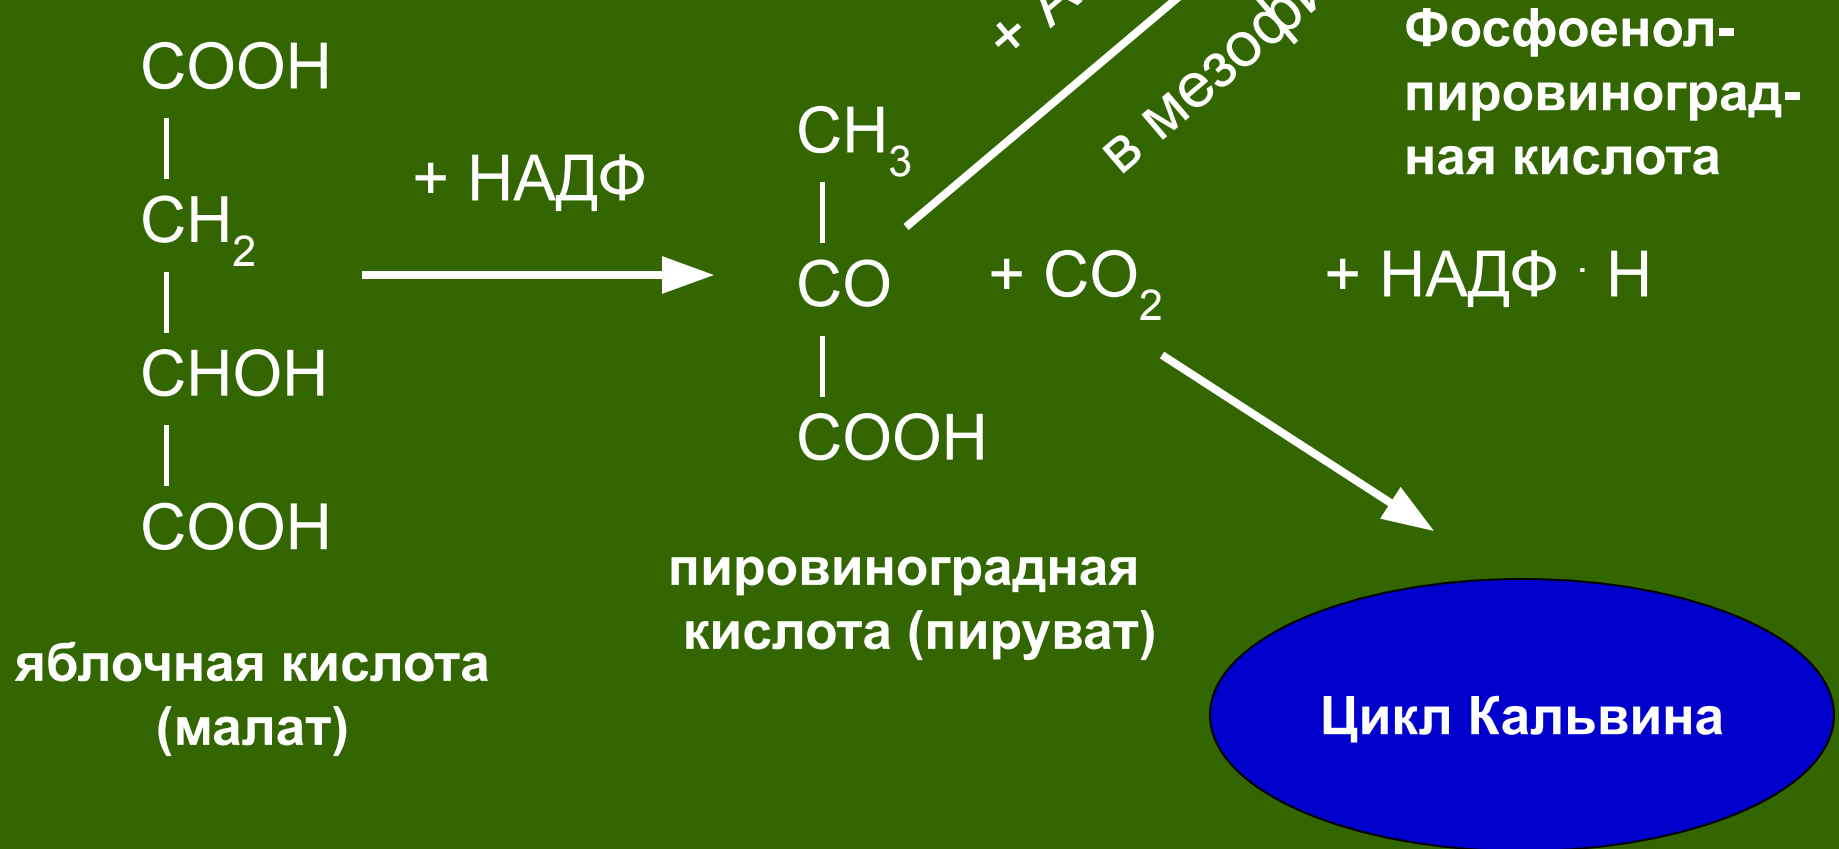 COOH
|
CH₂
|
CHOH
|
COOH
яблочная кислота
(малат)
+ НАДФ
CH₃
|
CO
|
COOH
пировиноградная
кислота (пируват)
+
в
Фосфоенол-
пировиноград-
ная кислота
+ CO₂
+ НАДФ · Н
Цикл Кальвина